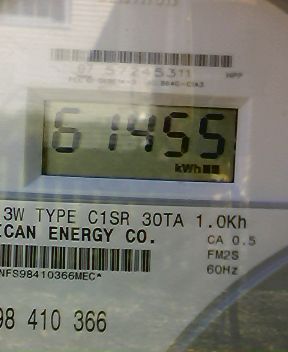 61455
kWh
3W TYPE C1SR 30TA 1.0Kh
ICAN ENERGY CO.
CA 0.5
FM2S
60Hz
NFS98410366MEC*
98 410 366